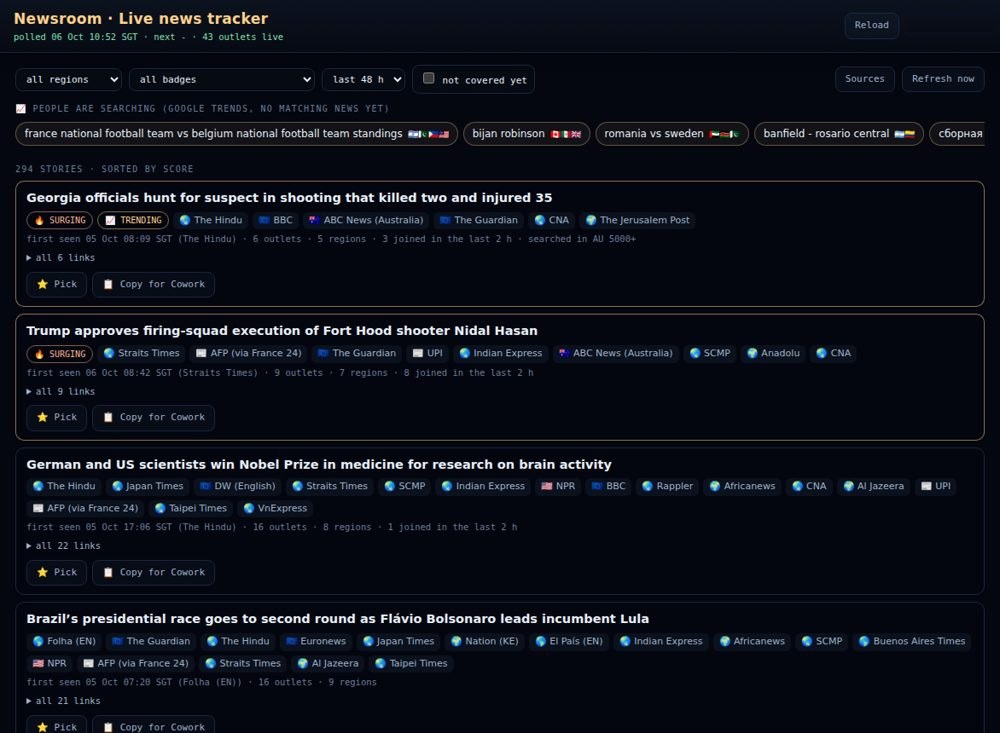 Newsroom · Live news tracker
polled 06 Oct 10:52 SGT · next - · 43 outlets live
Reload
all regions
all badges
last 48 h
not covered yet
Sources
Refresh now
PEOPLE ARE SEARCHING (GOOGLE TRENDS, NO MATCHING NEWS YET)
france national football team vs belgium national football team standings
bijan robinson
romania vs sweden
banfield - rosario central
сборная
294 STORIES · SORTED BY SCORE
Georgia officials hunt for suspect in shooting that killed two and injured 35
SURGING TRENDING The Hindu BBC ABC News (Australia) The Guardian CNA The Jerusalem Post
first seen 05 Oct 08:09 SGT (The Hindu) · 6 outlets · 5 regions · 3 joined in the last 2 h · searched in AU 5000+
all 6 links
Pick Copy for Cowork
Trump approves firing-squad execution of Fort Hood shooter Nidal Hasan
SURGING Straits Times AFP (via France 24) The Guardian UPI Indian Express ABC News (Australia) SCMP Anadolu CNA
first seen 06 Oct 08:42 SGT (Straits Times) · 9 outlets · 7 regions · 8 joined in the last 2 h
all 9 links
Pick Copy for Cowork
German and US scientists win Nobel Prize in medicine for research on brain activity
The Hindu Japan Times DW (English) Straits Times SCMP Indian Express NPR BBC Rappler Africanews CNA Al Jazeera UPI
AFP (via France 24) Taipei Times VnExpress
first seen 05 Oct 17:06 SGT (The Hindu) · 16 outlets · 8 regions · 1 joined in the last 2 h
all 22 links
Pick Copy for Cowork
Brazil’s presidential race goes to second round as Flávio Bolsonaro leads incumbent Lula
Folha (EN) The Guardian The Hindu Euronews Japan Times Nation (KE) El País (EN) Indian Express Africanews SCMP Buenos Aires Times
NPR AFP (via France 24) Straits Times Al Jazeera Taipei Times
first seen 05 Oct 07:20 SGT (Folha (EN)) · 16 outlets · 9 regions
all 21 links
Pick Copy for Cowork